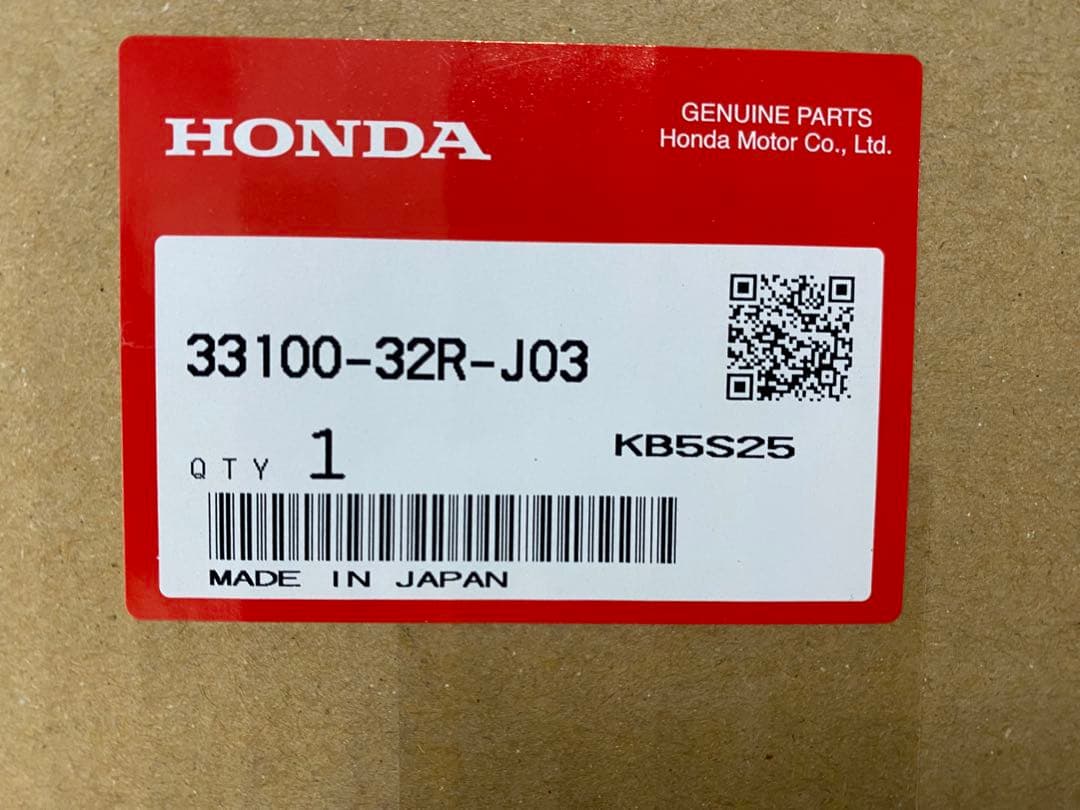 HONDA
GENUINE PARTS
Honda Motor Co., Ltd.
33100-32R-J03
QTY 1
KB5S25
MADE IN JAPAN